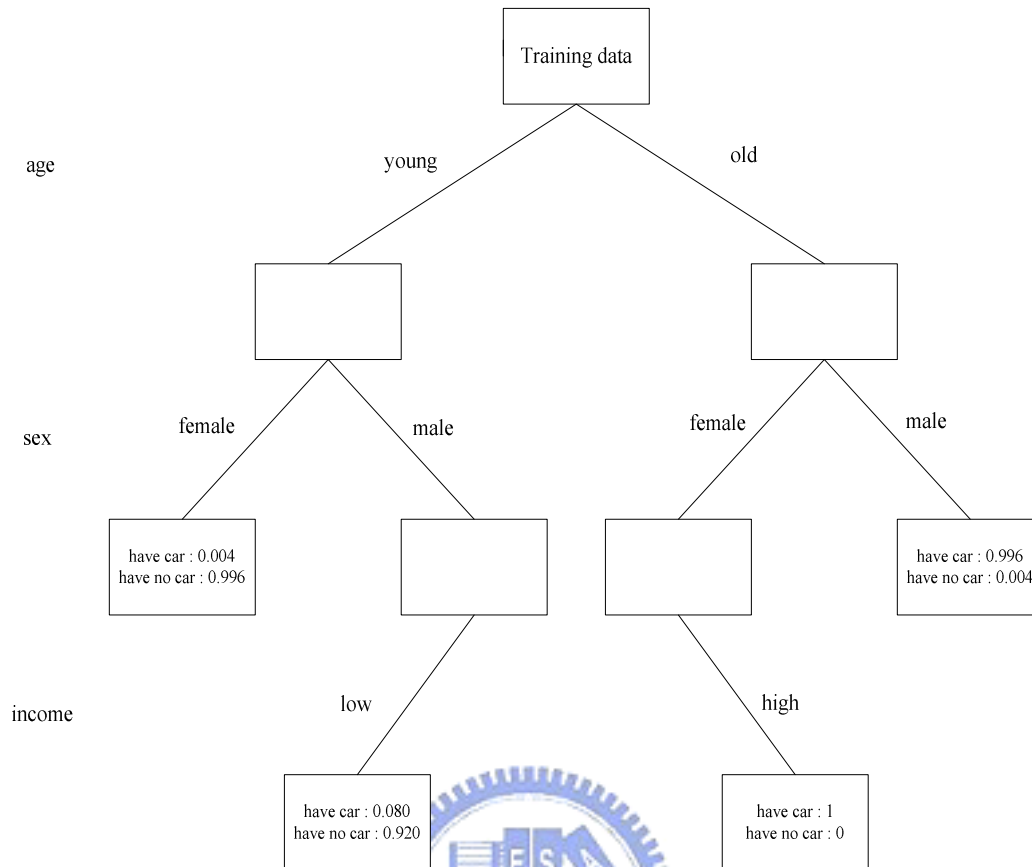 Training data
age
young
old
sex
female
male
female
male
have car : 0.004
have no car : 0.996
have car : 0.996
have no car : 0.004
income
low
high
have car : 0.080
have no car : 0.920
have car : 1
have no car : 0
E S